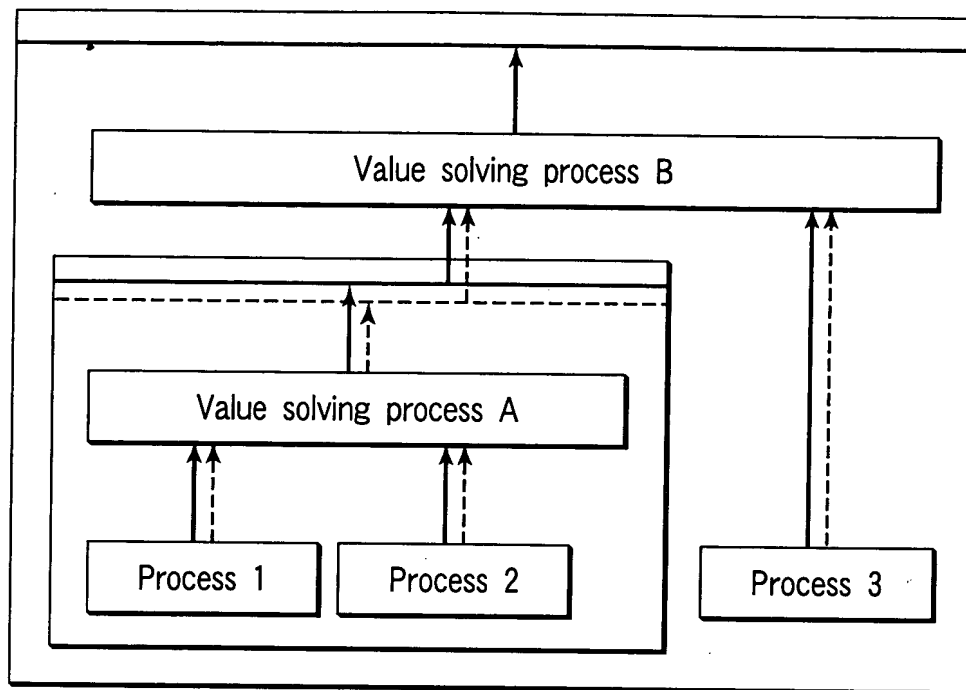 Value solving process B
Value solving process A
Process 1
Process 2
Process 3